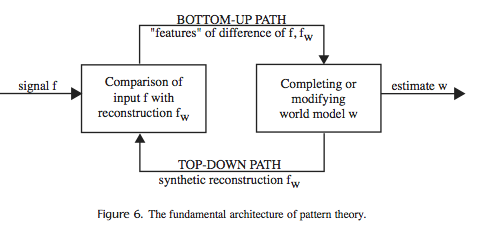 BOTTOM-UP PATH
"features" of difference of f, fw
signal f
Comparison of
input f with
reconstruction fw
Completing or
modifying
world model w
estimate w
TOP-DOWN PATH
synthetic reconstruction fw
Figure 6. The fundamental architecture of pattern theory.